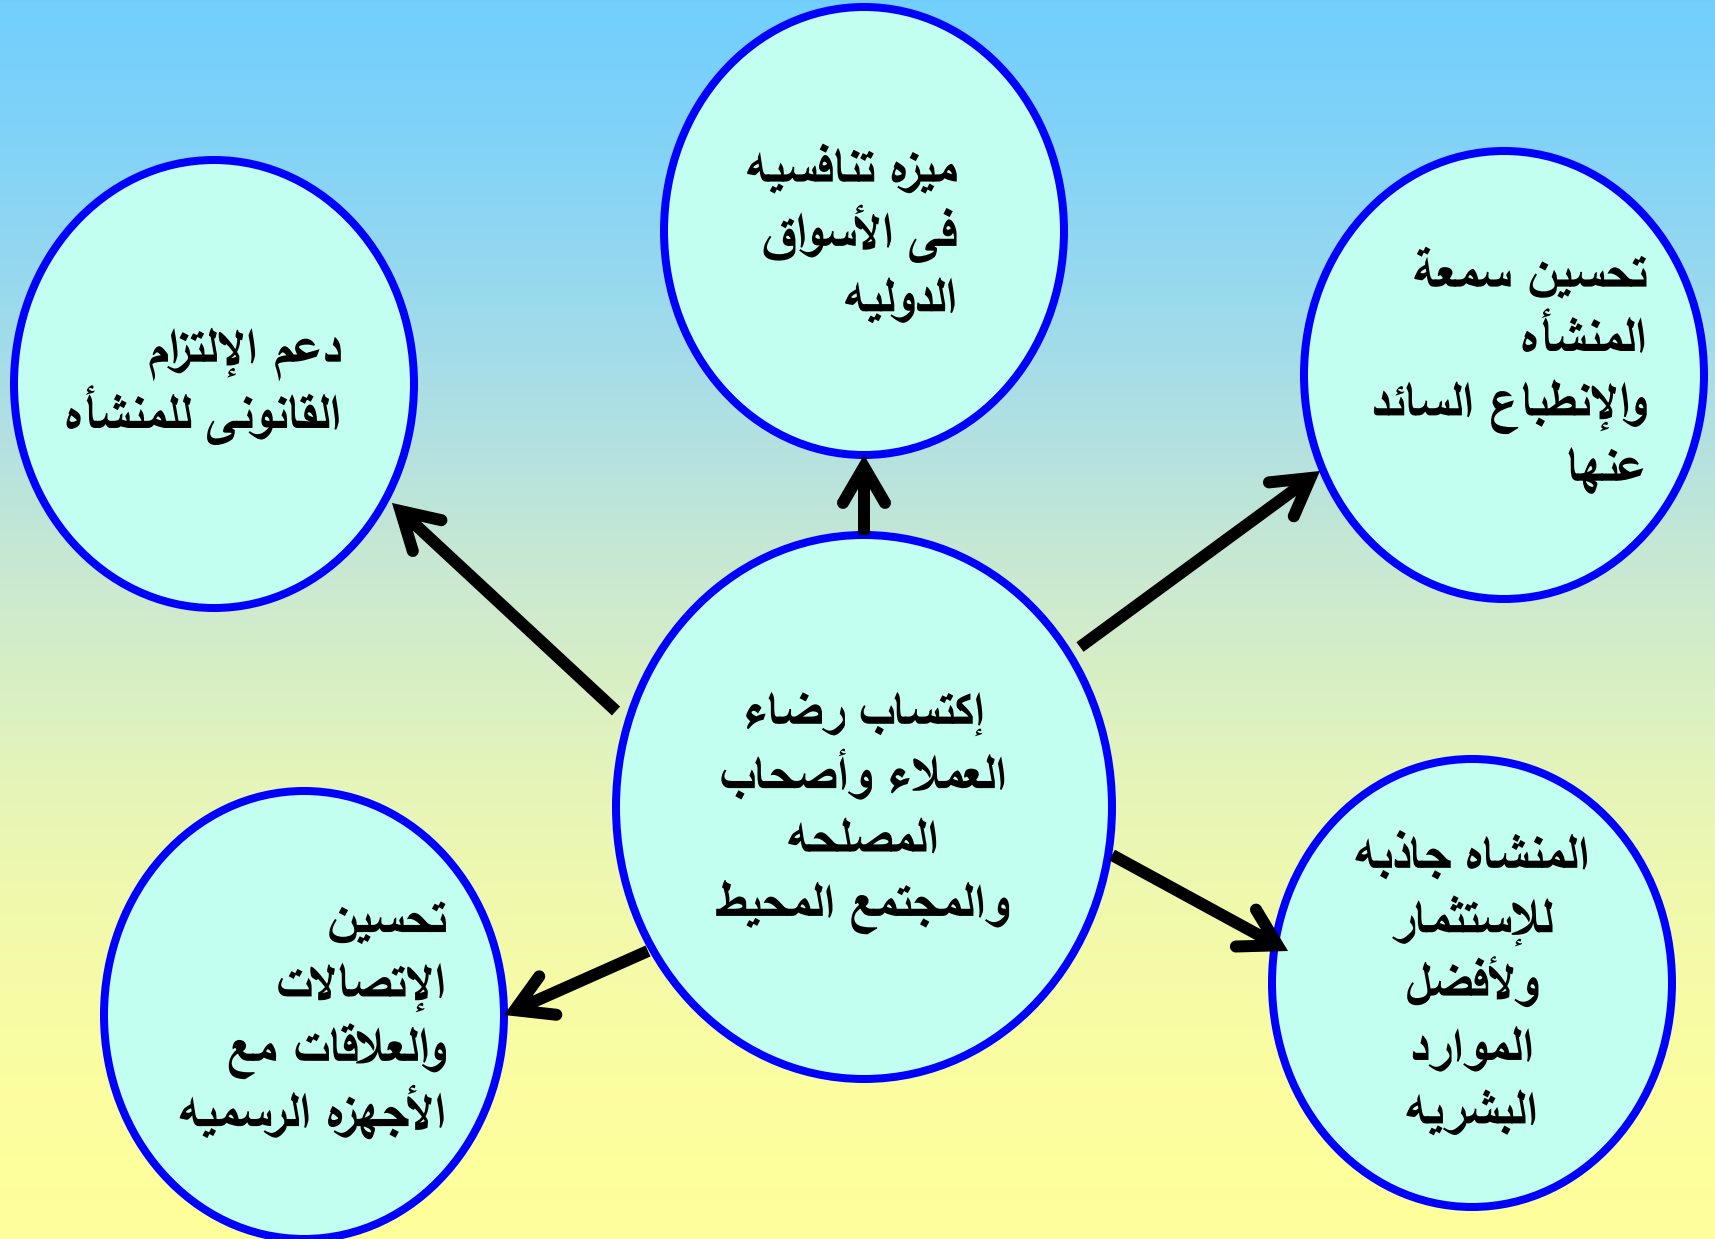 ميزه تنافسيه
فى الأسواق
الدوليه
تحسين سمعة
المنشأه
والإنطباع السائد
عنها
دعم الإلتزام
القانونى للمنشأه
إكتساب رضاء
العملاء وأصحاب
المصلحه
والمجتمع المحيط
المنشاه جاذبه
للإستثمار
ولأفضل
الموارد
البشريه
تحسين
الإتصالات
والعلاقات مع
الأجهزه الرسميه